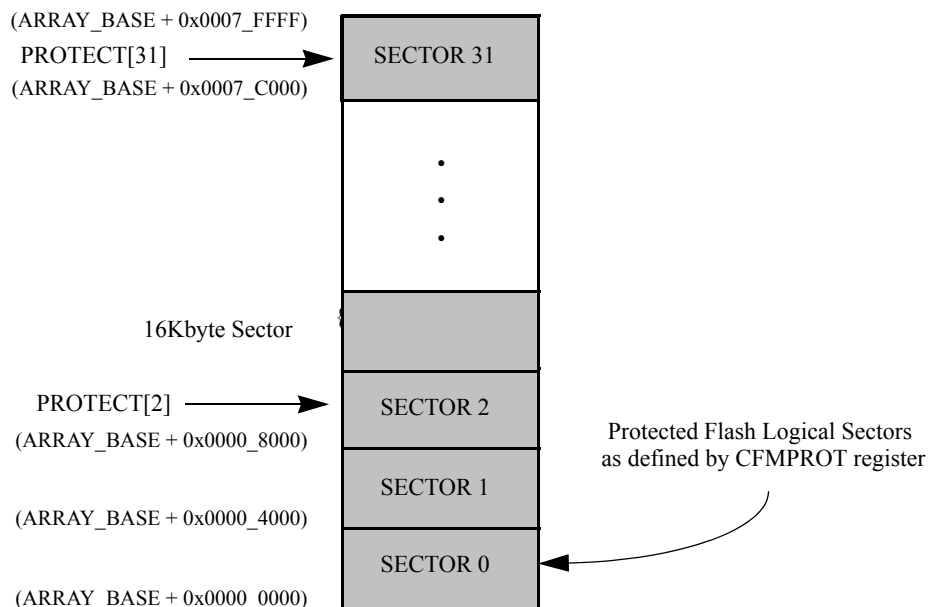 (ARRAY_BASE + 0x0007_FFFF)
PROTECT[31]
SECTOR 31
(ARRAY_BASE + 0x0007_C000)
16Kbyte Sector
{
PROTECT[2]
SECTOR 2
(ARRAY_BASE + 0x0000_8000)
Protected Flash Logical Sectors
as defined by CFMPROT register
SECTOR 1
(ARRAY_BASE + 0x0000_4000)
SECTOR 0
(ARRAY_BASE + 0x0000_0000)